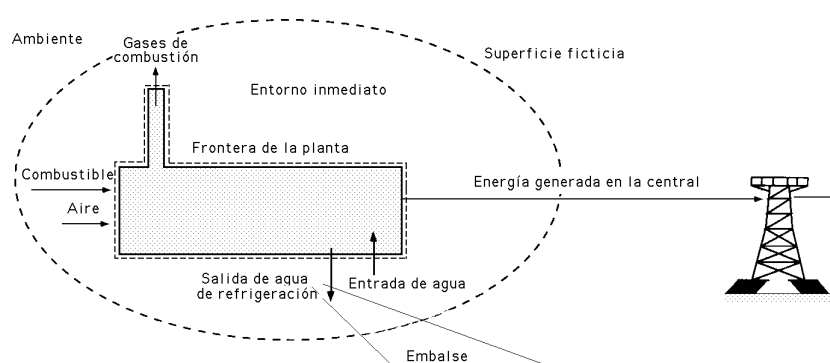 Ambiente
Gases de
combustión
Superficie ficticia
Entorno inmediato
Frontera de la planta
Combustible
Energía generada en la central
Aire
Salida de agua
de refrigeración
Entrada de agua
Embalse